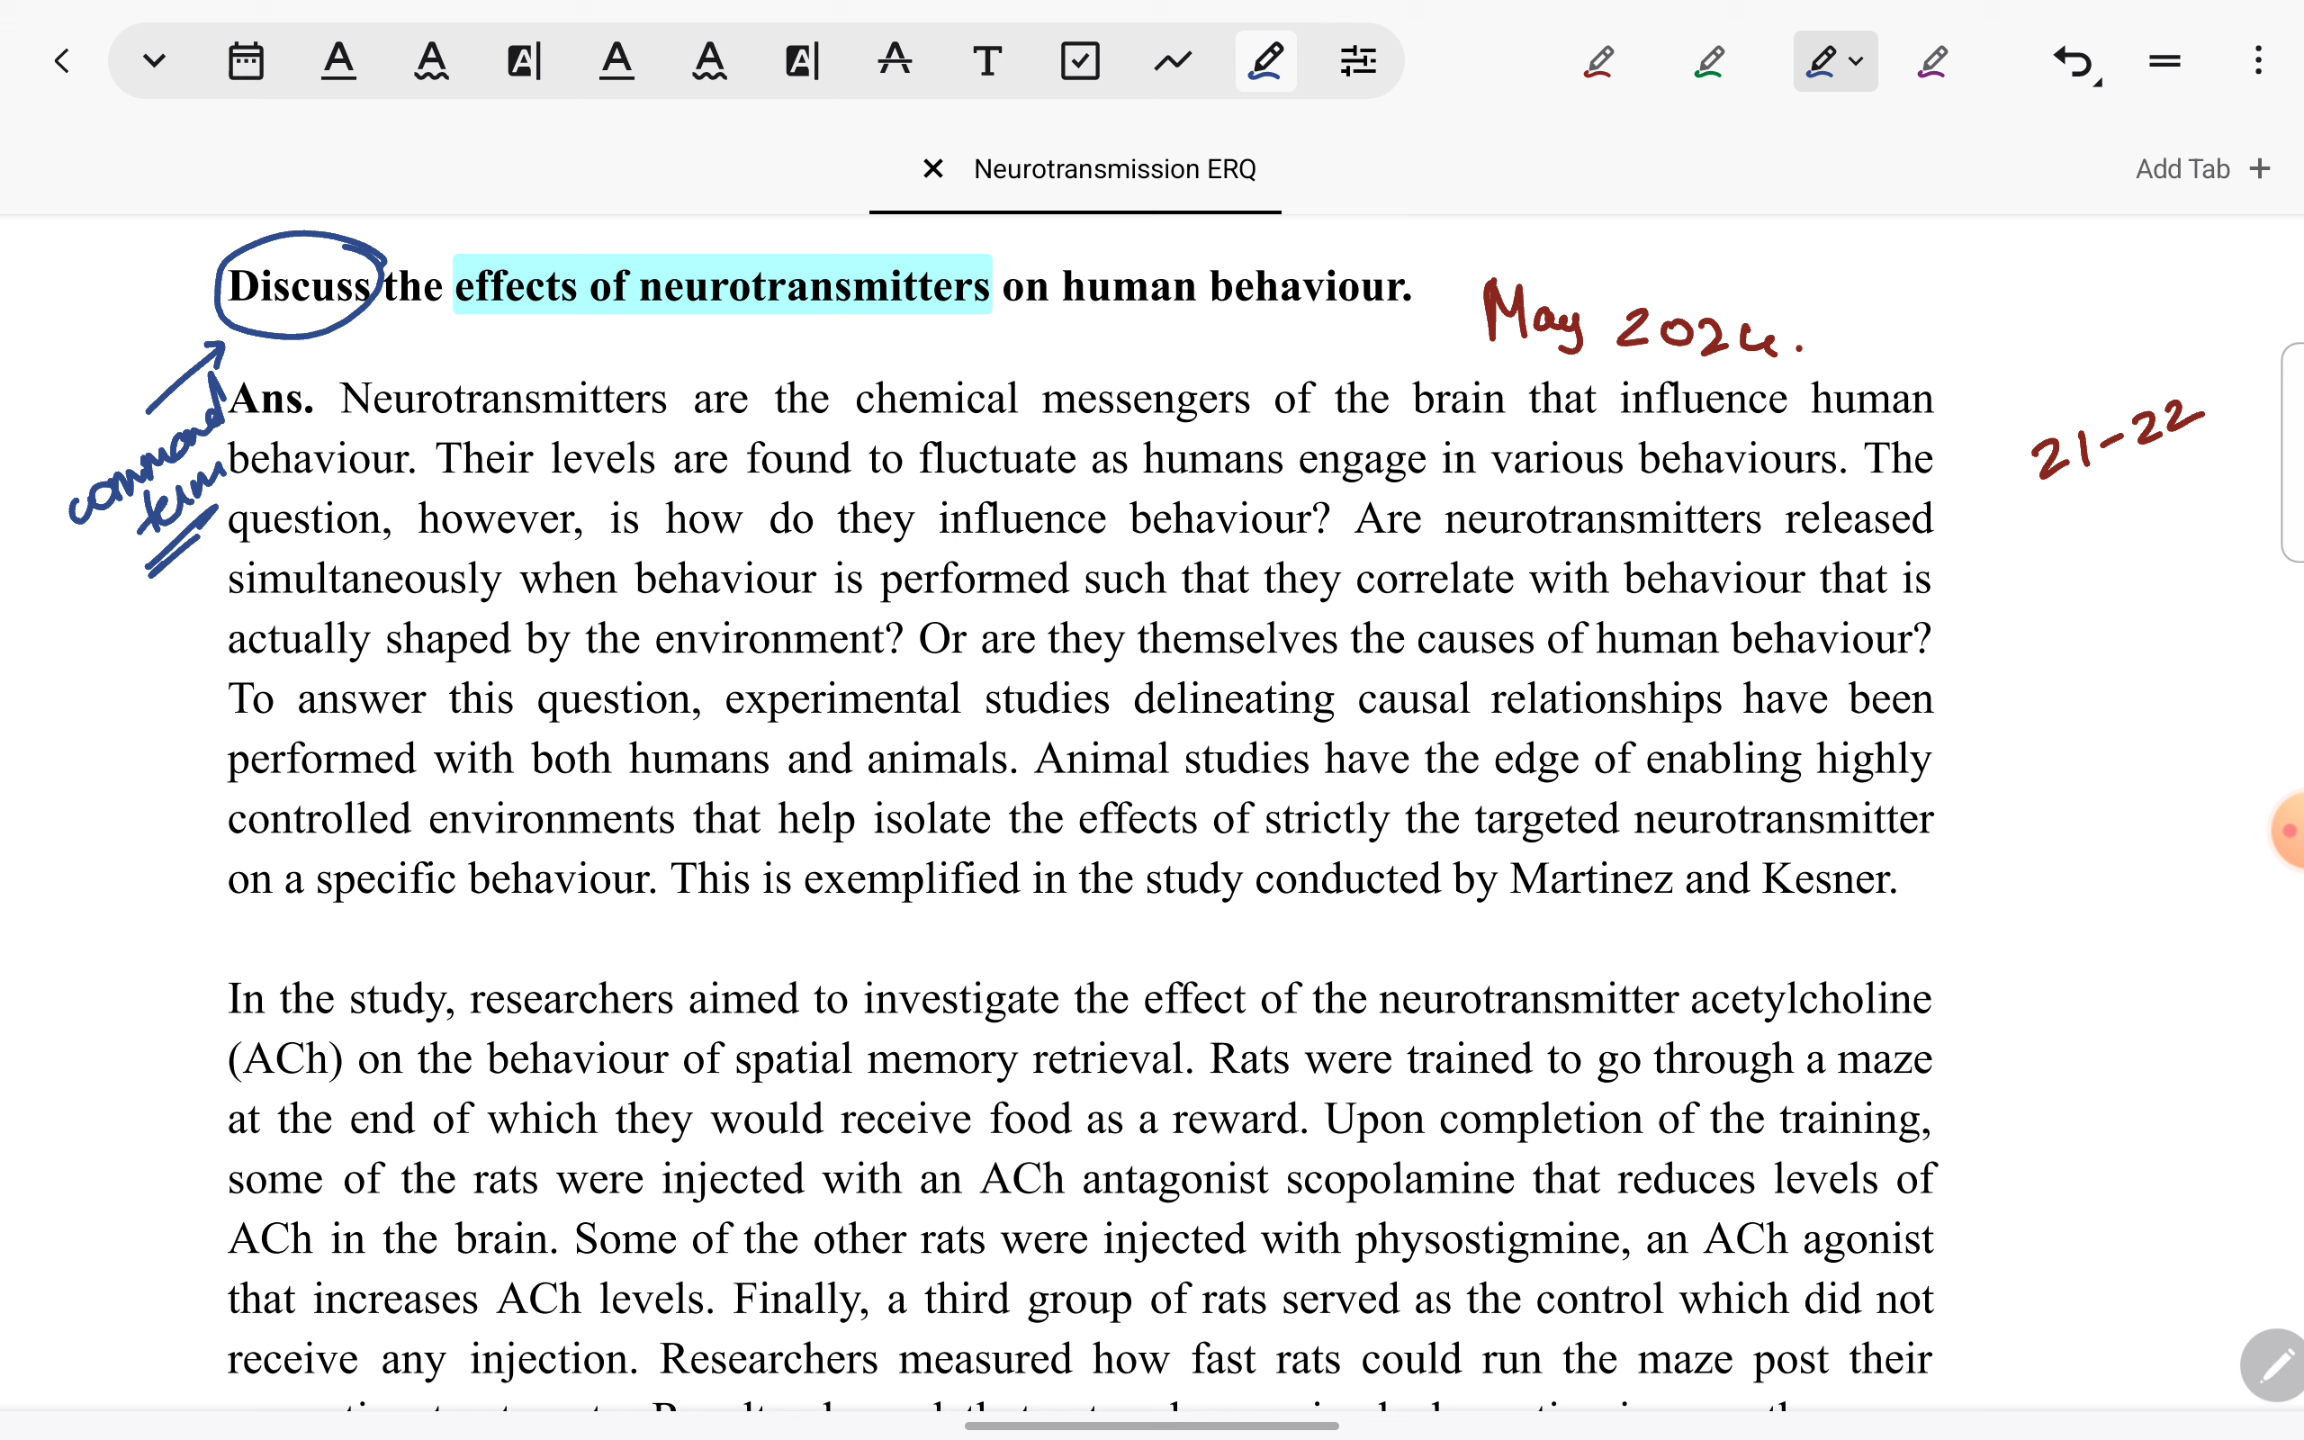 Neurotransmission ERQ
Add Tab
Discuss the effects of neurotransmitters on human behaviour.
May 2024.
command
term
21-22
Ans. Neurotransmitters are the chemical messengers of the brain that influence human
behaviour. Their levels are found to fluctuate as humans engage in various behaviours. The
question, however, is how do they influence behaviour? Are neurotransmitters released
simultaneously when behaviour is performed such that they correlate with behaviour that is
actually shaped by the environment? Or are they themselves the causes of human behaviour?
To answer this question, experimental studies delineating causal relationships have been
performed with both humans and animals. Animal studies have the edge of enabling highly
controlled environments that help isolate the effects of strictly the targeted neurotransmitter
on a specific behaviour. This is exemplified in the study conducted by Martinez and Kesner.
In the study, researchers aimed to investigate the effect of the neurotransmitter acetylcholine
(ACh) on the behaviour of spatial memory retrieval. Rats were trained to go through a maze
at the end of which they would receive food as a reward. Upon completion of the training,
some of the rats were injected with an ACh antagonist scopolamine that reduces levels of
ACh in the brain. Some of the other rats were injected with physostigmine, an ACh agonist
that increases ACh levels. Finally, a third group of rats served as the control which did not
receive any injection. Researchers measured how fast rats could run the maze post their